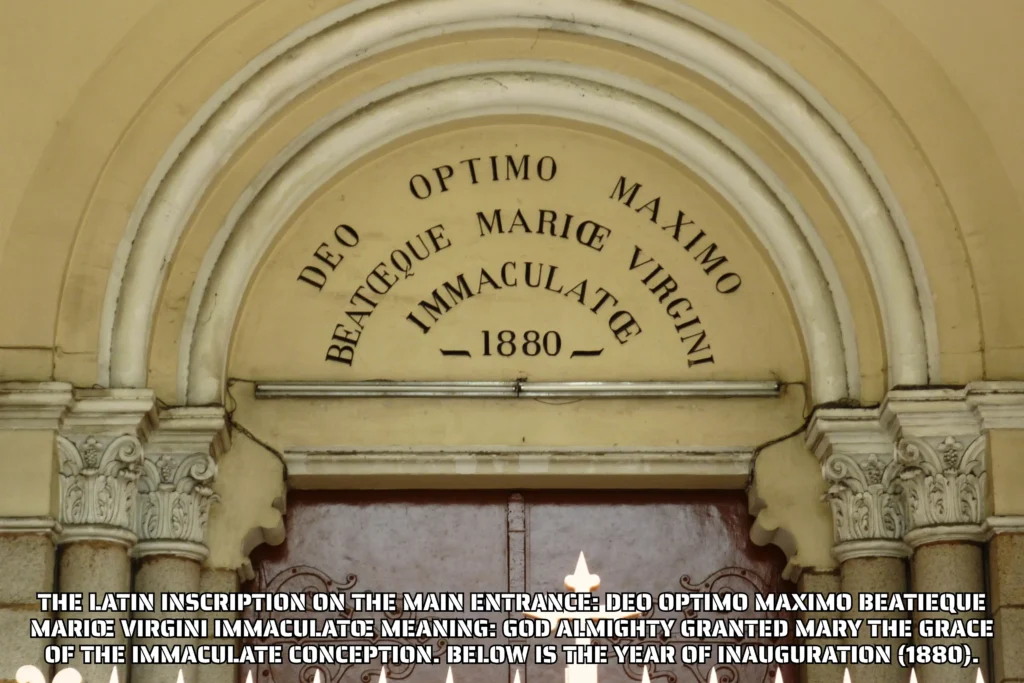 DEO OPTIMO MAXIMO
BEATŒQUE MARIŒ VIRGINI
IMMACULATŒ
1880
THE LATIN INSCRIPTION ON THE MAIN ENTRANCE: DEO OPTIMO MAXIMO BEATIEQUE
MARIŒ VIRGINI IMMACULATŒ MEANING: GOD ALMIGHTY GRANTED MARY THE GRACE
OF THE IMMACULATE CONCEPTION. BELOW IS THE YEAR OF INAUGURATION (1880).